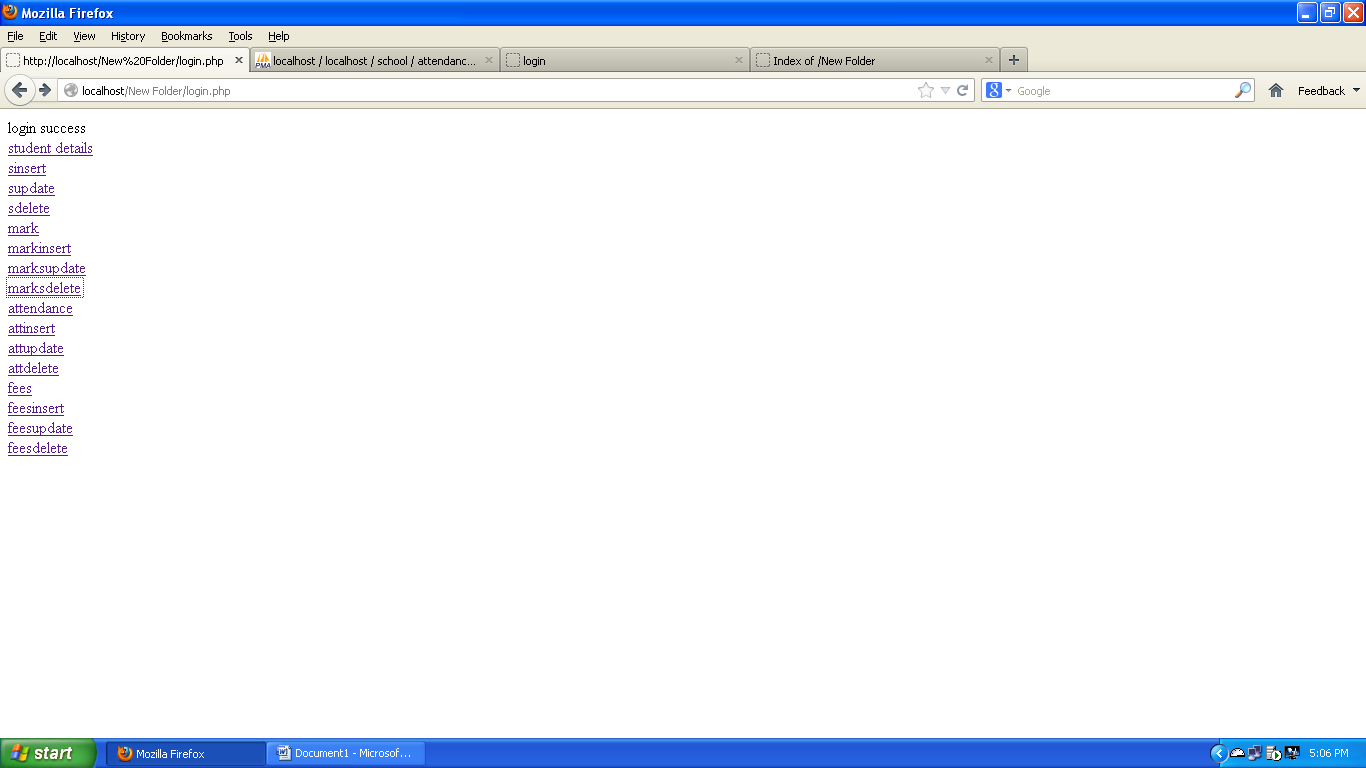 Mozilla Firefox
File Edit View History Bookmarks Tools Help
http://localhost/New%20Folder/login.php
PMA localhost / localhost / school / attendanc...
login
Index of /New Folder
localhost/New Folder/login.php
8 Google
Feedback
login success
student details
sinsert
supdate
sdelete
mark
markinsert
marksupdate
marksdelete
attendance
attinsert
attupdate
attdelete
fees
feesinsert
feesupdate
feesdelete
start
Mozilla Firefox
Document1 - Microsof...
5:06 PM